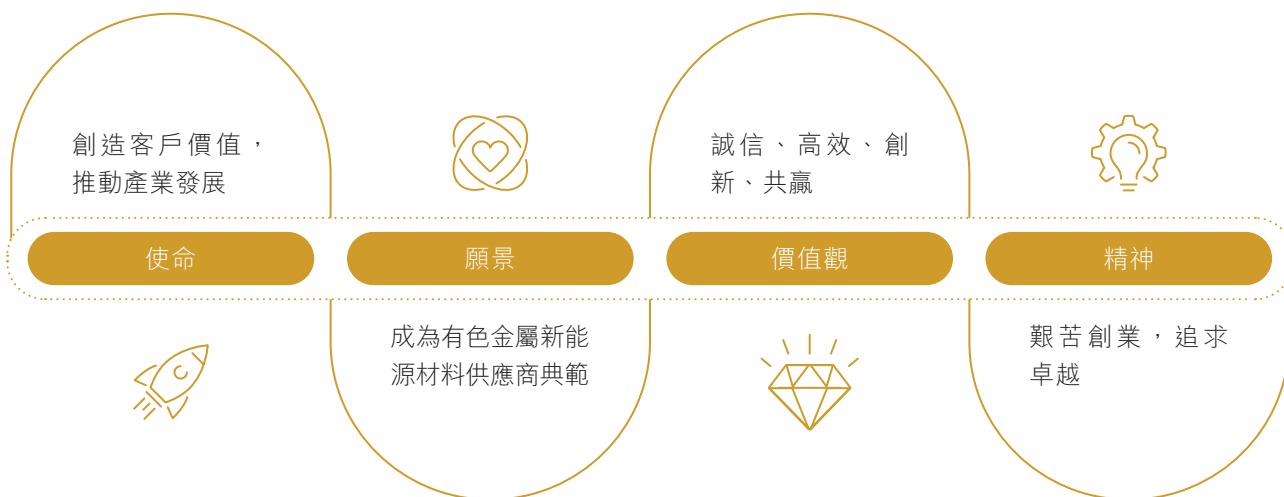 創造客戶價值，
推動產業發展
使命
願景
成為有色金屬新能
源材料供應商典範
誠信、高效、創
新、共贏
價值觀
精神
艱苦創業，追求
卓越